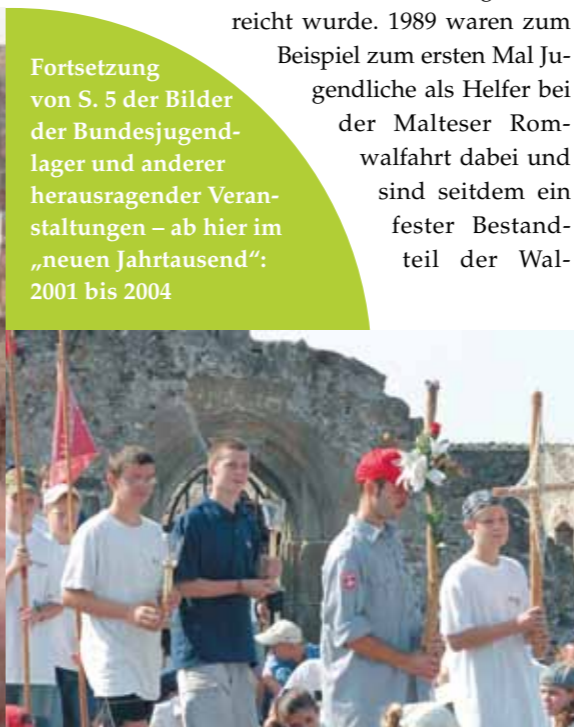 reicht wurde. 1989 waren zum
Beispiel zum ersten Mal Ju-
gendliche als Helfer bei
der Malteser Rom-
walfahrt dabei und
sind seitdem ein
fester Bestand-
teil der Wal-
Fortsetzung
von S. 5 der Bilder
der Bundesjugend-
lager und anderer
herausragender Veran-
staltungen – ab hier im
„neuen Jahrtausend“:
2001 bis 2004